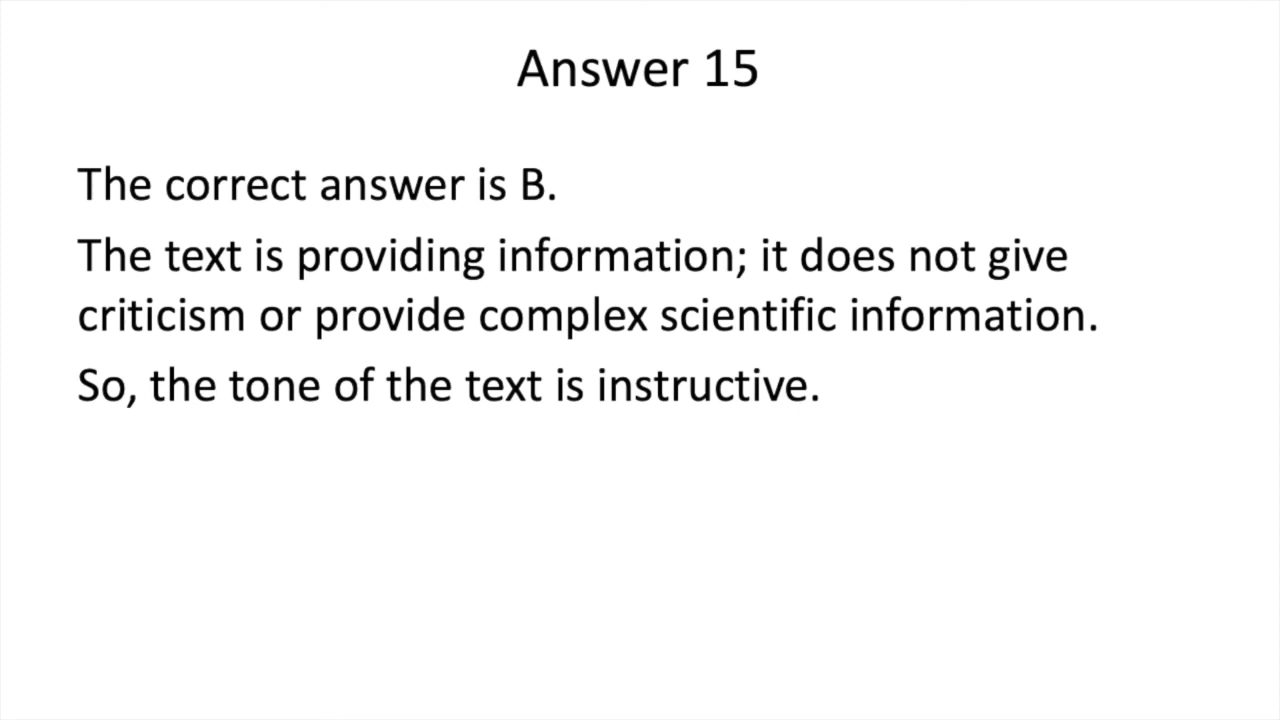 Answer 15
The correct answer is B.
The text is providing information; it does not give
criticism or provide complex scientific information.
So, the tone of the text is instructive.